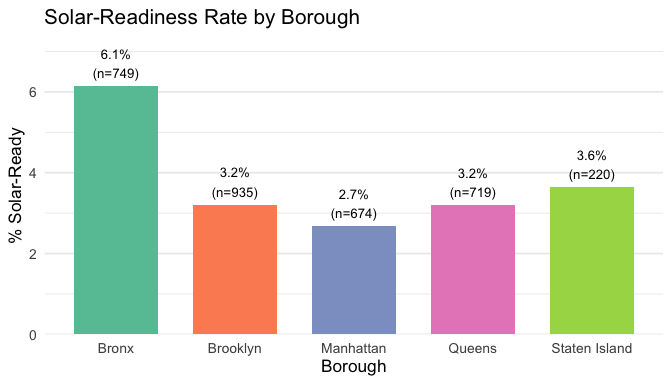 Solar-Readiness Rate by Borough
% Solar-Ready
6
4
2
0
6.1%
(n=749)
3.2%
(n=935)
2.7%
(n=674)
3.2%
(n=719)
3.6%
(n=220)
Bronx
Brooklyn
Manhattan
Queens
Staten Island
Borough